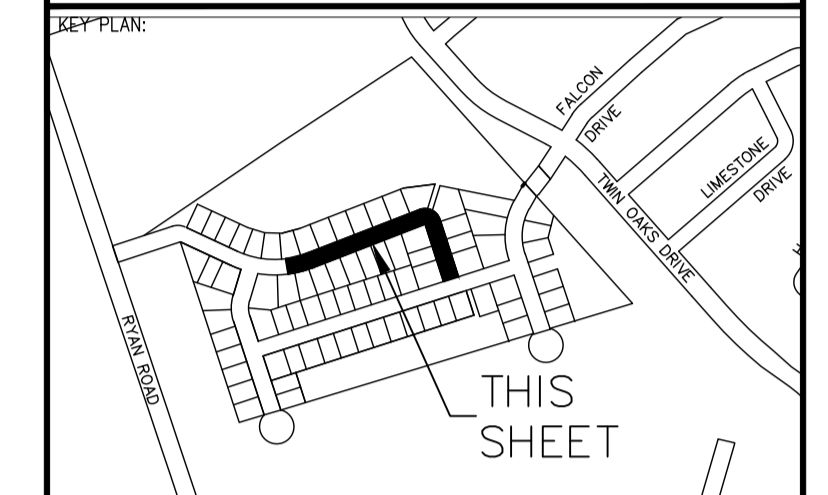 KEY PLAN:
FALCON
DRIVE
LIMESTONE
DRIVE
TWIN OAKS DRIVE
RYAN ROAD
THIS
SHEET